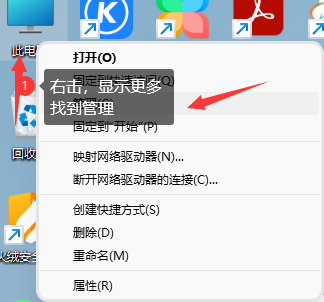 此电
打开(O)
固定到快速访问(Q)
1
右击，显示更多
找到管理
固定到"开始"(P)
回收
映射网络驱动器(N)...
断开网络驱动器的连接(C)...
创建快捷方式(S)
删除(D)
火绒安全
重命名(M)
属性(R)